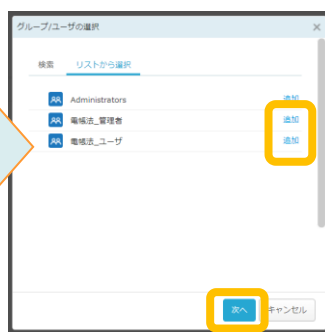 グループ/ユーザの選択
×
検索 リストから選択
Administrators 追加
電帳法_管理者 追加
電帳法_ユーザ 追加
次へ キャンセル